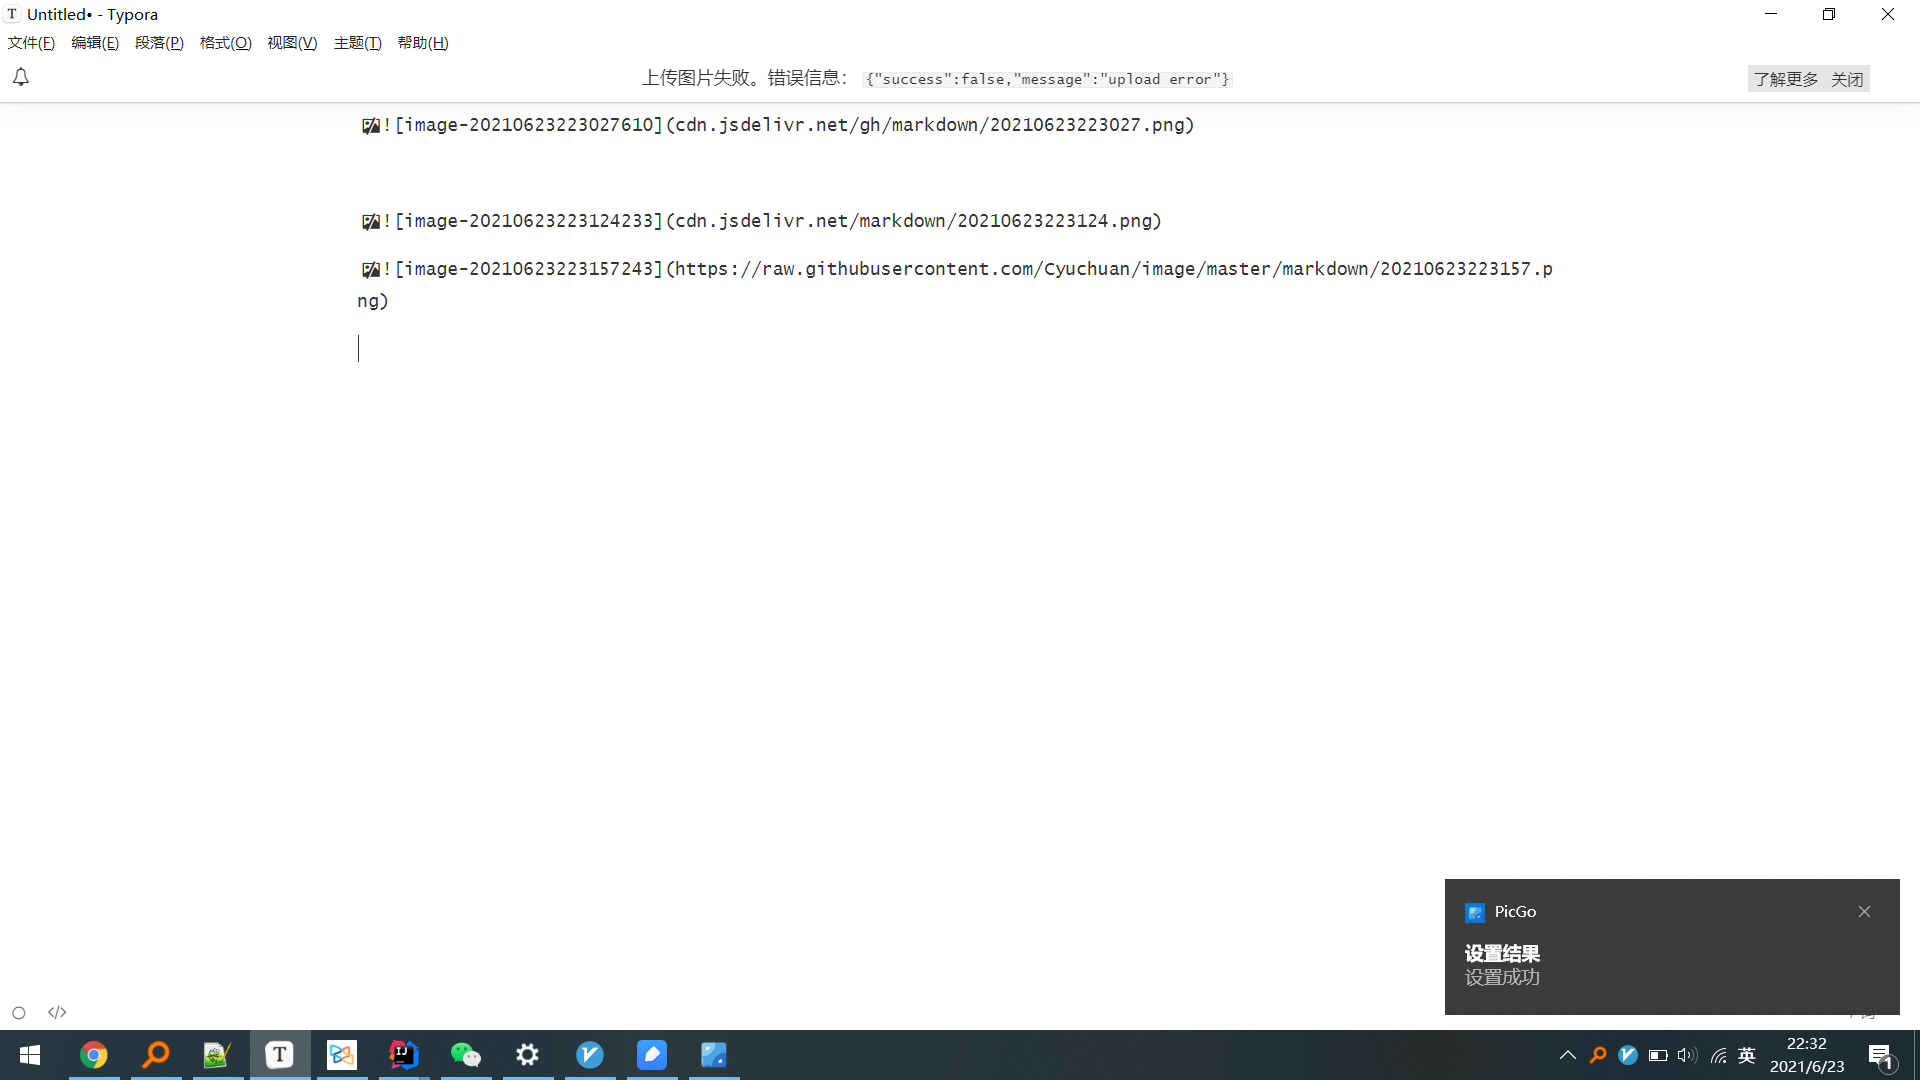 Untitled• - Typora
文件(F) 编辑(E) 段落(P) 格式(O) 视图(V) 主题(T) 帮助(H)
上传图片失败。错误信息： {"success":false,"message":"upload error"} 了解更多 关闭
![image-20210623223027610](cdn.jsdelivr.net/gh/markdown/20210623223027.png)
![image-20210623223124233](cdn.jsdelivr.net/markdown/20210623223124.png)
![image-20210623223157243](https://raw.githubusercontent.com/Cyuchuan/image/master/markdown/20210623223157.p
ng)
PicGo
设置结果
设置成功
</>
英
22:32
2021/6/23
1